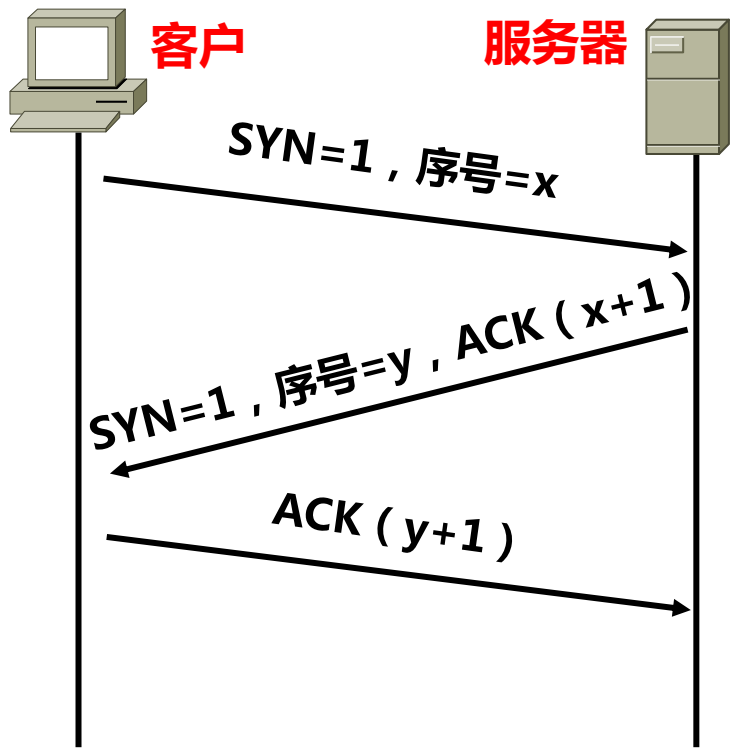 客户
服务器
SYN=1，序号=x
SYN=1，序号=y，ACK（x+1）
ACK（y+1）